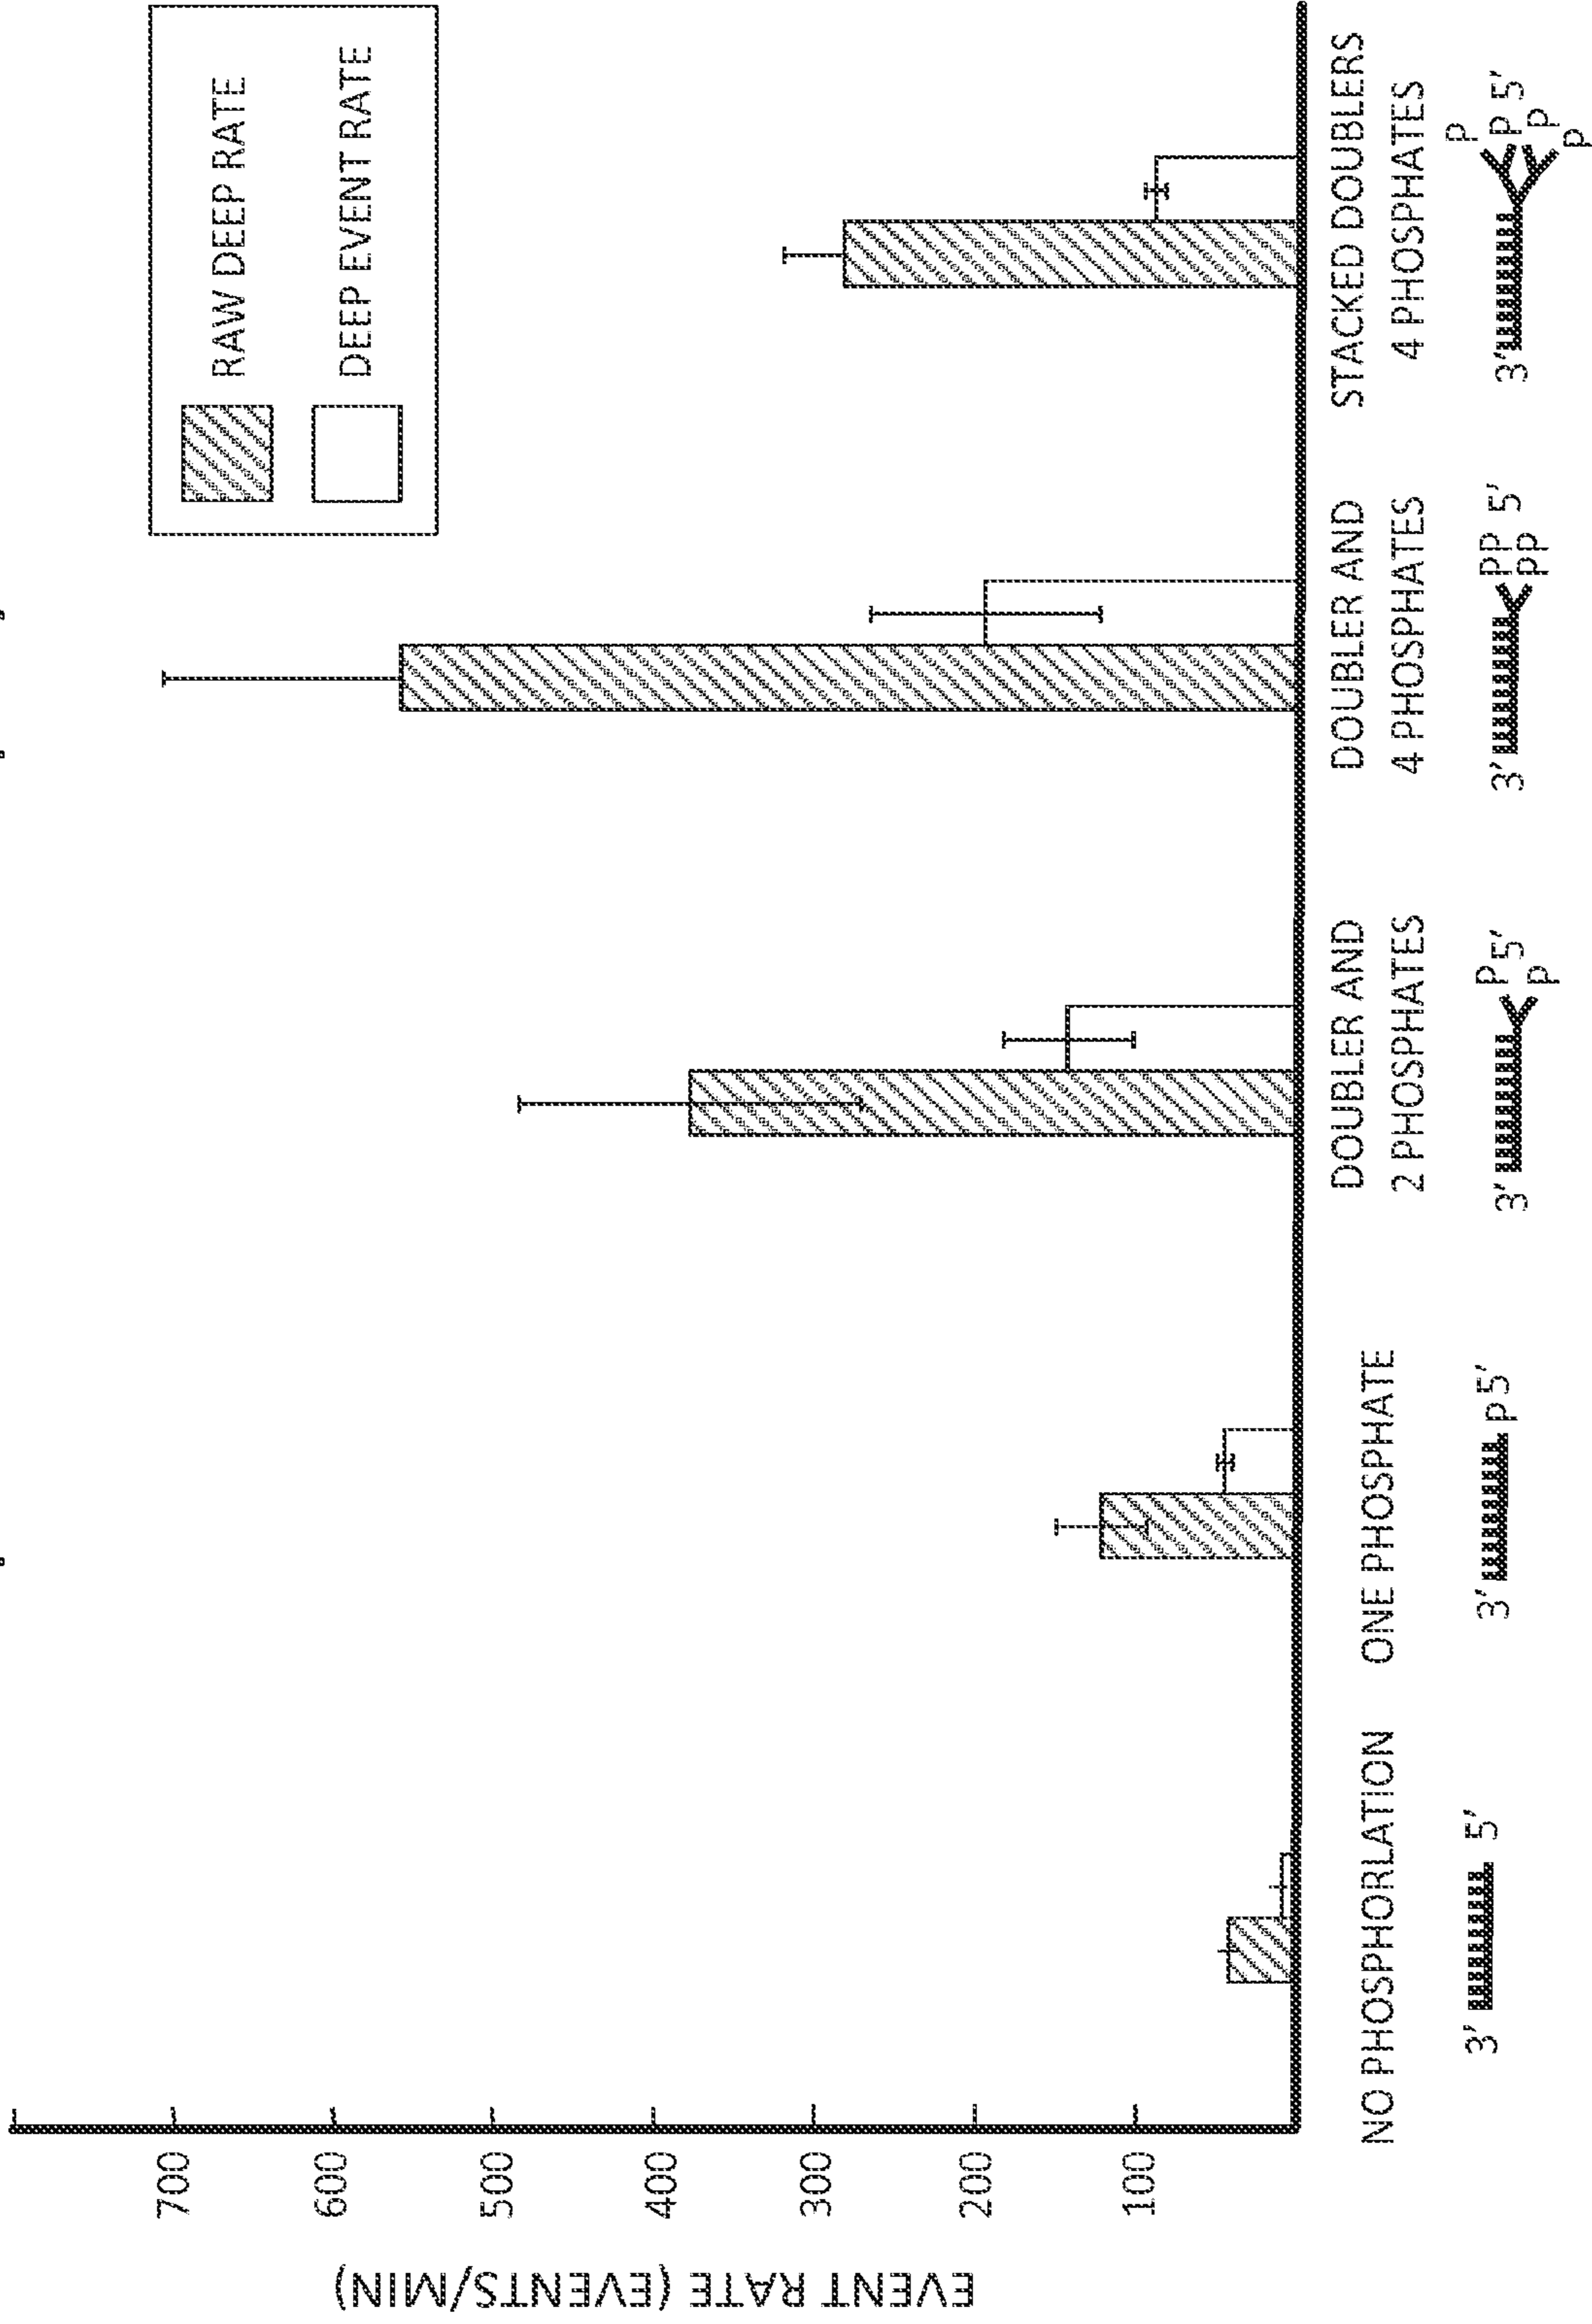 RAW DEEP RATE
DEEP EVENT RATE
EVENT RATE (EVENTS/MIN)
700
600
500
400
300
200
100
NO PHOSPHORLATION
3' 5'
ONE PHOSPHATE
3' P 5'
DOUBLER AND
2 PHOSPHATES
3' P 5'
P
DOUBLER AND
4 PHOSPHATES
3' PP 5'
PP
STACKED DOUBLERS
4 PHOSPHATES
P
3' P 5'
P
P